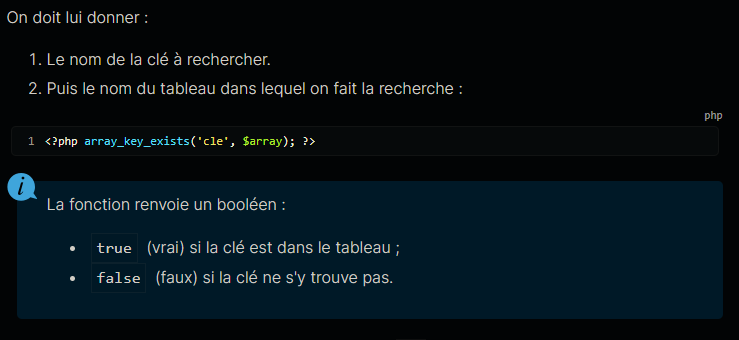 On doit lui donner :
1. Le nom de la clé à rechercher.
2. Puis le nom du tableau dans lequel on fait la recherche :
php
1 <?php array_key_exists('cle', $array); ?>
i
La fonction renvoie un booléen :
• true (vrai) si la clé est dans le tableau ;
• false (faux) si la clé ne s'y trouve pas.